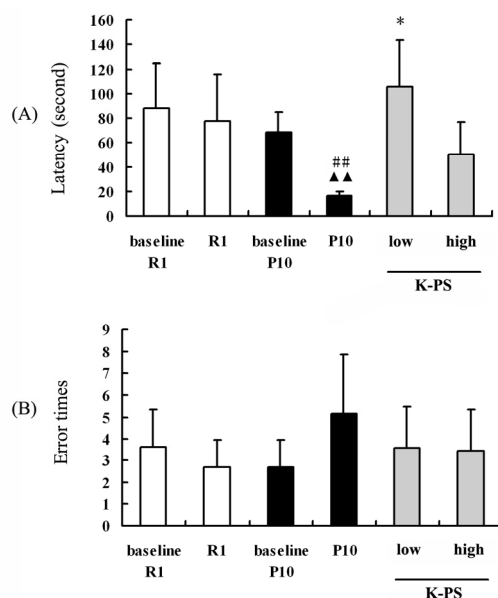 (A)
Latency (second)
160
140
120
100
80
60
40
20
0
*
##
▲▲
baseline R1
R1
baseline P10
P10
low
high
K-PS
(B)
Error times
9
8
7
6
5
4
3
2
1
0
baseline R1
R1
baseline P10
P10
low
high
K-PS